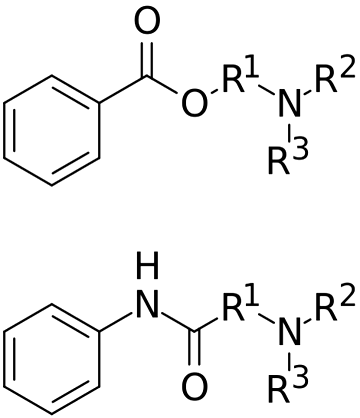 O
O R¹ N R²
R³
H
N R¹ N R²
O R³